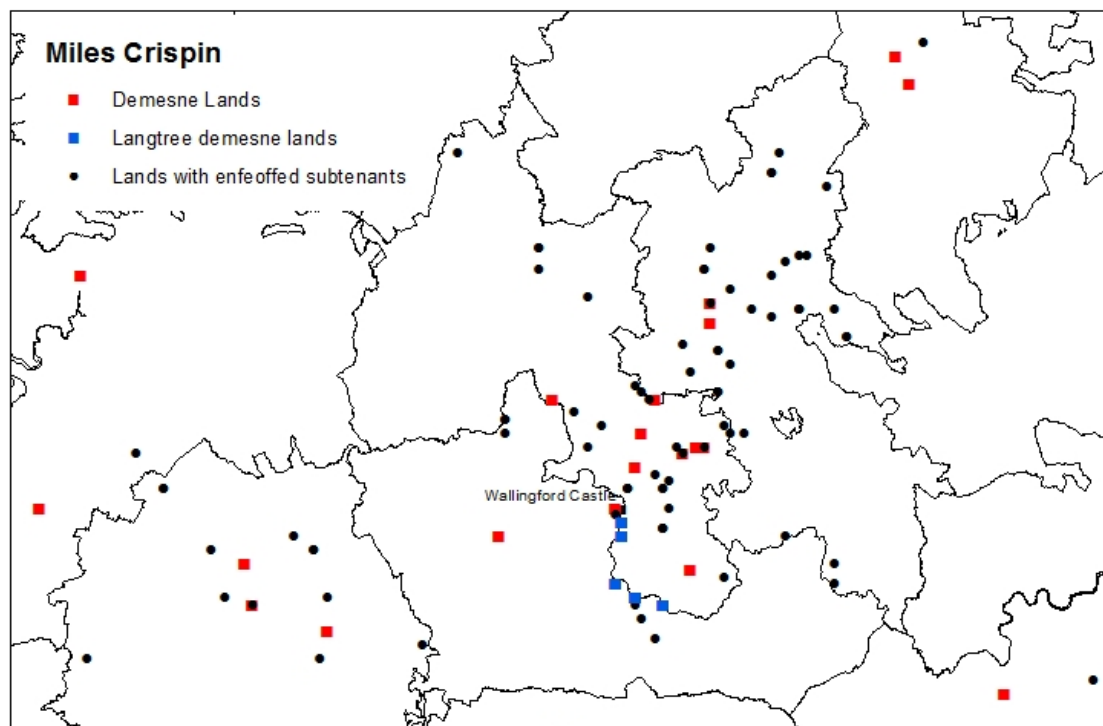 Miles Crispin
Demesne Lands
Langtree demesne lands
Lands with enfeoffed subtenants
Wallingford Castle